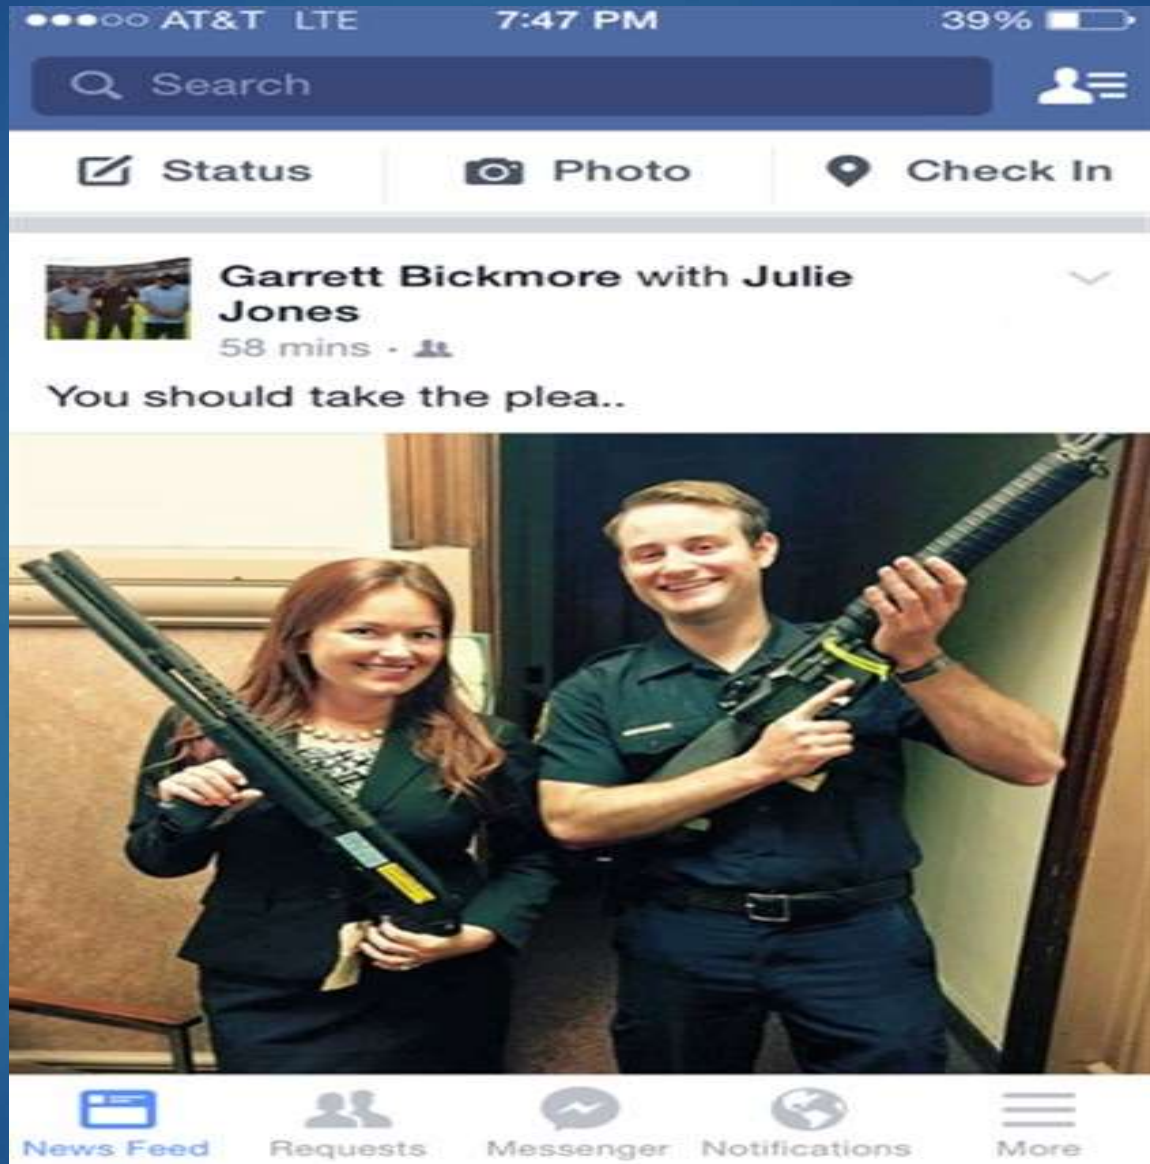 ●●●○○ AT&T LTE 7:47 PM 39%
Search
Status Photo Check In
Garrett Bickmore with Julie
Jones
58 mins ·
You should take the plea..
News Feed Requests Messenger Notifications More